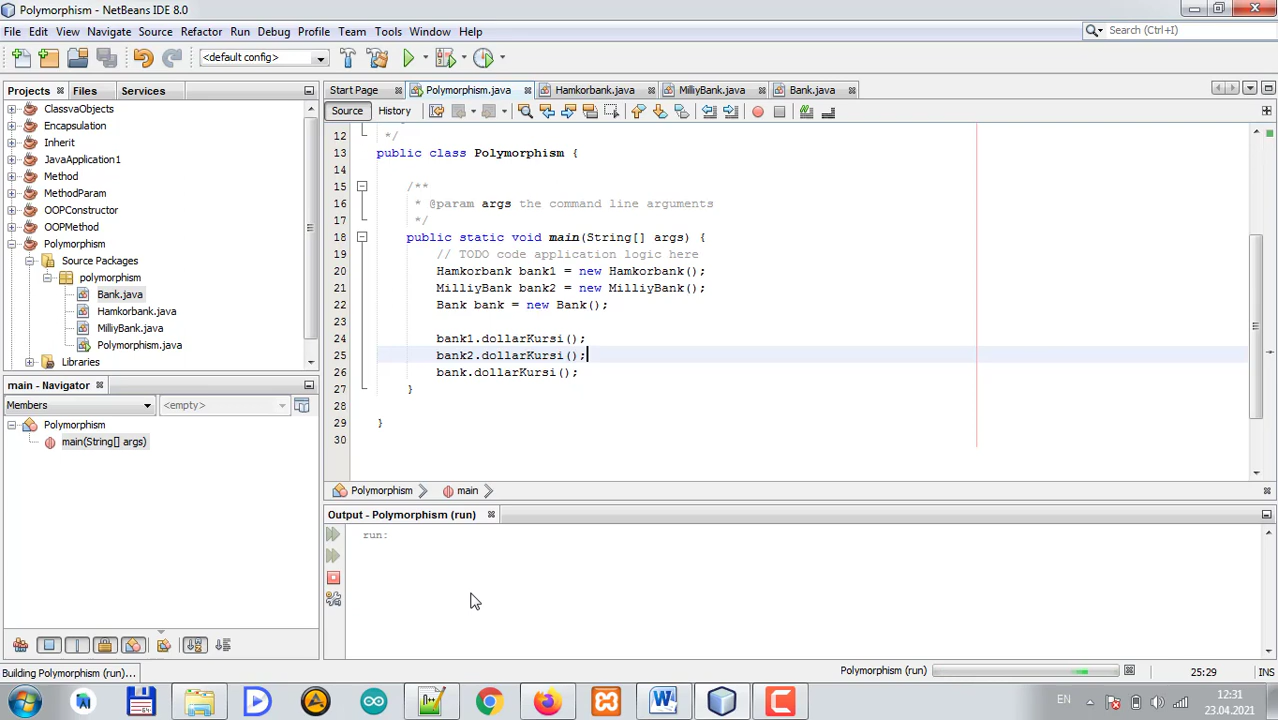 Polymorphism - NetBeans IDE 8.0
File Edit View Navigate Source Refactor Run Debug Profile Team Tools Window Help
Search (Ctrl+I)
<default config>
Projects Files Services
Start Page Polymorphism.java Hamkorbank.java MilliyBank.java Bank.java
Source History
ClassvaObjects
Encapsulation
Inherit
JavaApplication1
Method
MethodParam
OOPConstructor
OOPMethod
Polymorphism
Source Packages
polymorphism
Bank.java
Hamkorbank.java
MilliyBank.java
Polymorphism.java
Libraries
12 */
13 public class Polymorphism {
14
15 /**
16 * @param args the command line arguments
17 */
18 public static void main(String[] args) {
19 // TODO code application logic here
20 Hamkorbank bank1 = new Hamkorbank();
21 MilliyBank bank2 = new MilliyBank();
22 Bank bank = new Bank();
23
24 bank1.dollarKursi();
25 bank2.dollarKursi();
26 bank.dollarKursi();
27 }
28
29 }
30
main - Navigator
Members <empty>
Polymorphism
main(String[] args)
Polymorphism main
Output - Polymorphism (run)
run:
Building Polymorphism (run)...
Polymorphism (run)
25:29 INS
EN
12:31
23.04.2021